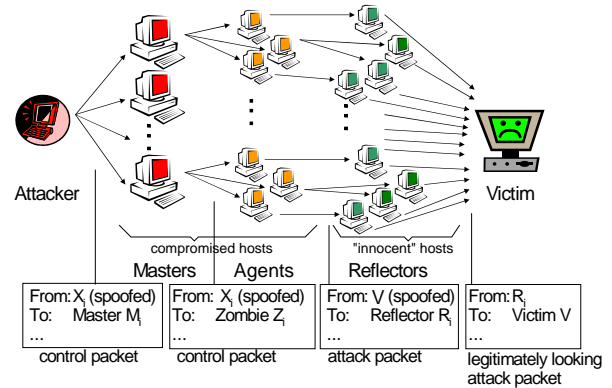 Attacker
Victim
compromised hosts
"innocent" hosts
Masters
Agents
Reflectors
From: Xi (spoofed)
To: Master Mi
...
control packet
From: Xi (spoofed)
To: Zombie Zi
...
control packet
From: V (spoofed)
To: Reflector Ri
...
attack packet
From: Ri
To: Victim V
...
legitimately looking
attack packet